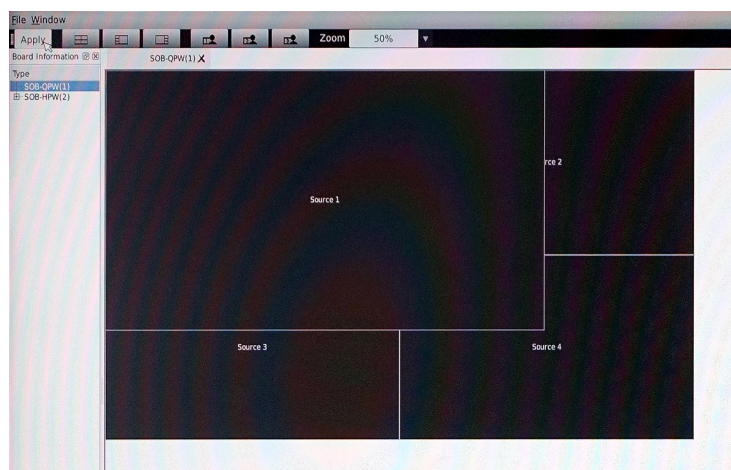 File Window
Apply Zoom 50%
Board Information
SOB-QPW(1) X
Type
SOB-QPW(1)
SOB-HPW(2)
rce 2
Source 1
Source 3
Source 4